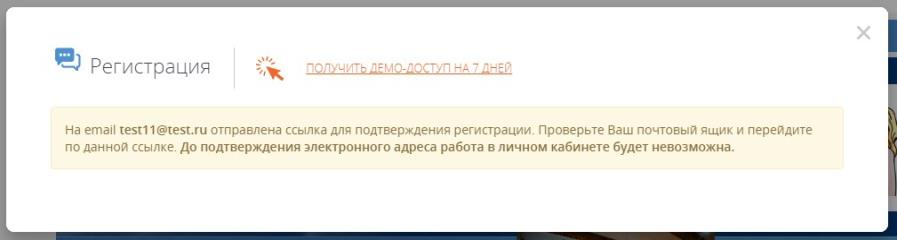 Регистрация
ПОЛУЧИТЬ ДЕМО-ДОСТУП НА 7 ДНЕЙ
На email test11@test.ru отправлена ссылка для подтверждения регистрации. Проверьте Ваш почтовый ящик и перейдите
по данной ссылке. До подтверждения электронного адреса работа в личном кабинете будет невозможна.